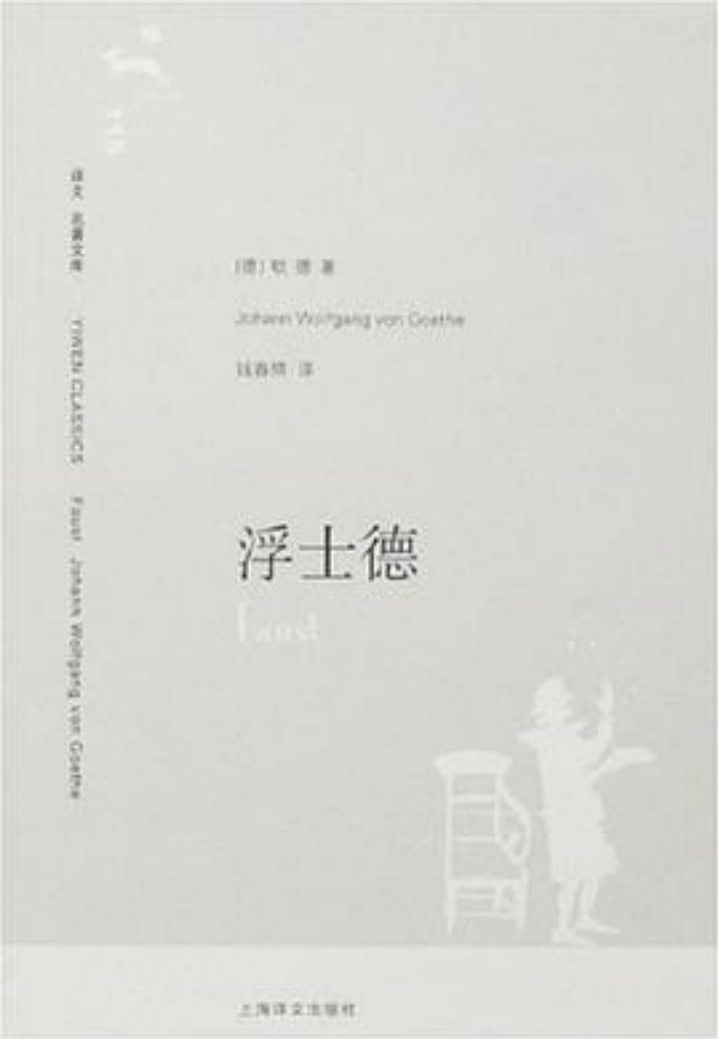 译文 名著文库 YIWEN CLASSICS Faust Johann Wolfgang von Goethe
[德] 歌德 著
Johann Wolfgang von Goethe
钱春绮 译
浮士德
Faust
上海译文出版社